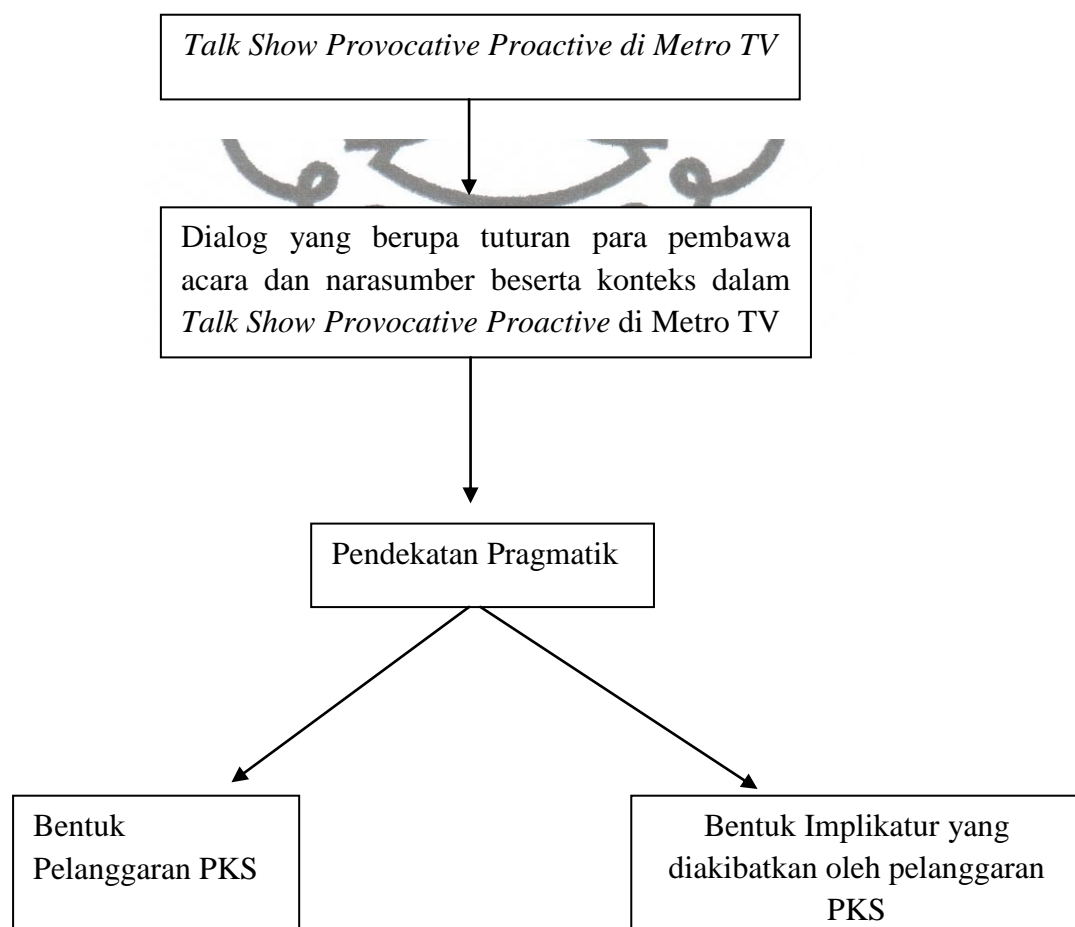 Talk Show Provocative Proactive di Metro TV
Dialog yang berupa tuturan para pembawa
acara dan narasumber beserta konteks dalam
Talk Show Provocative Proactive di Metro TV
Pendekatan Pragmatik
Bentuk
Pelanggaran PKS
Bentuk Implikatur yang
diakibatkan oleh pelanggaran
PKS